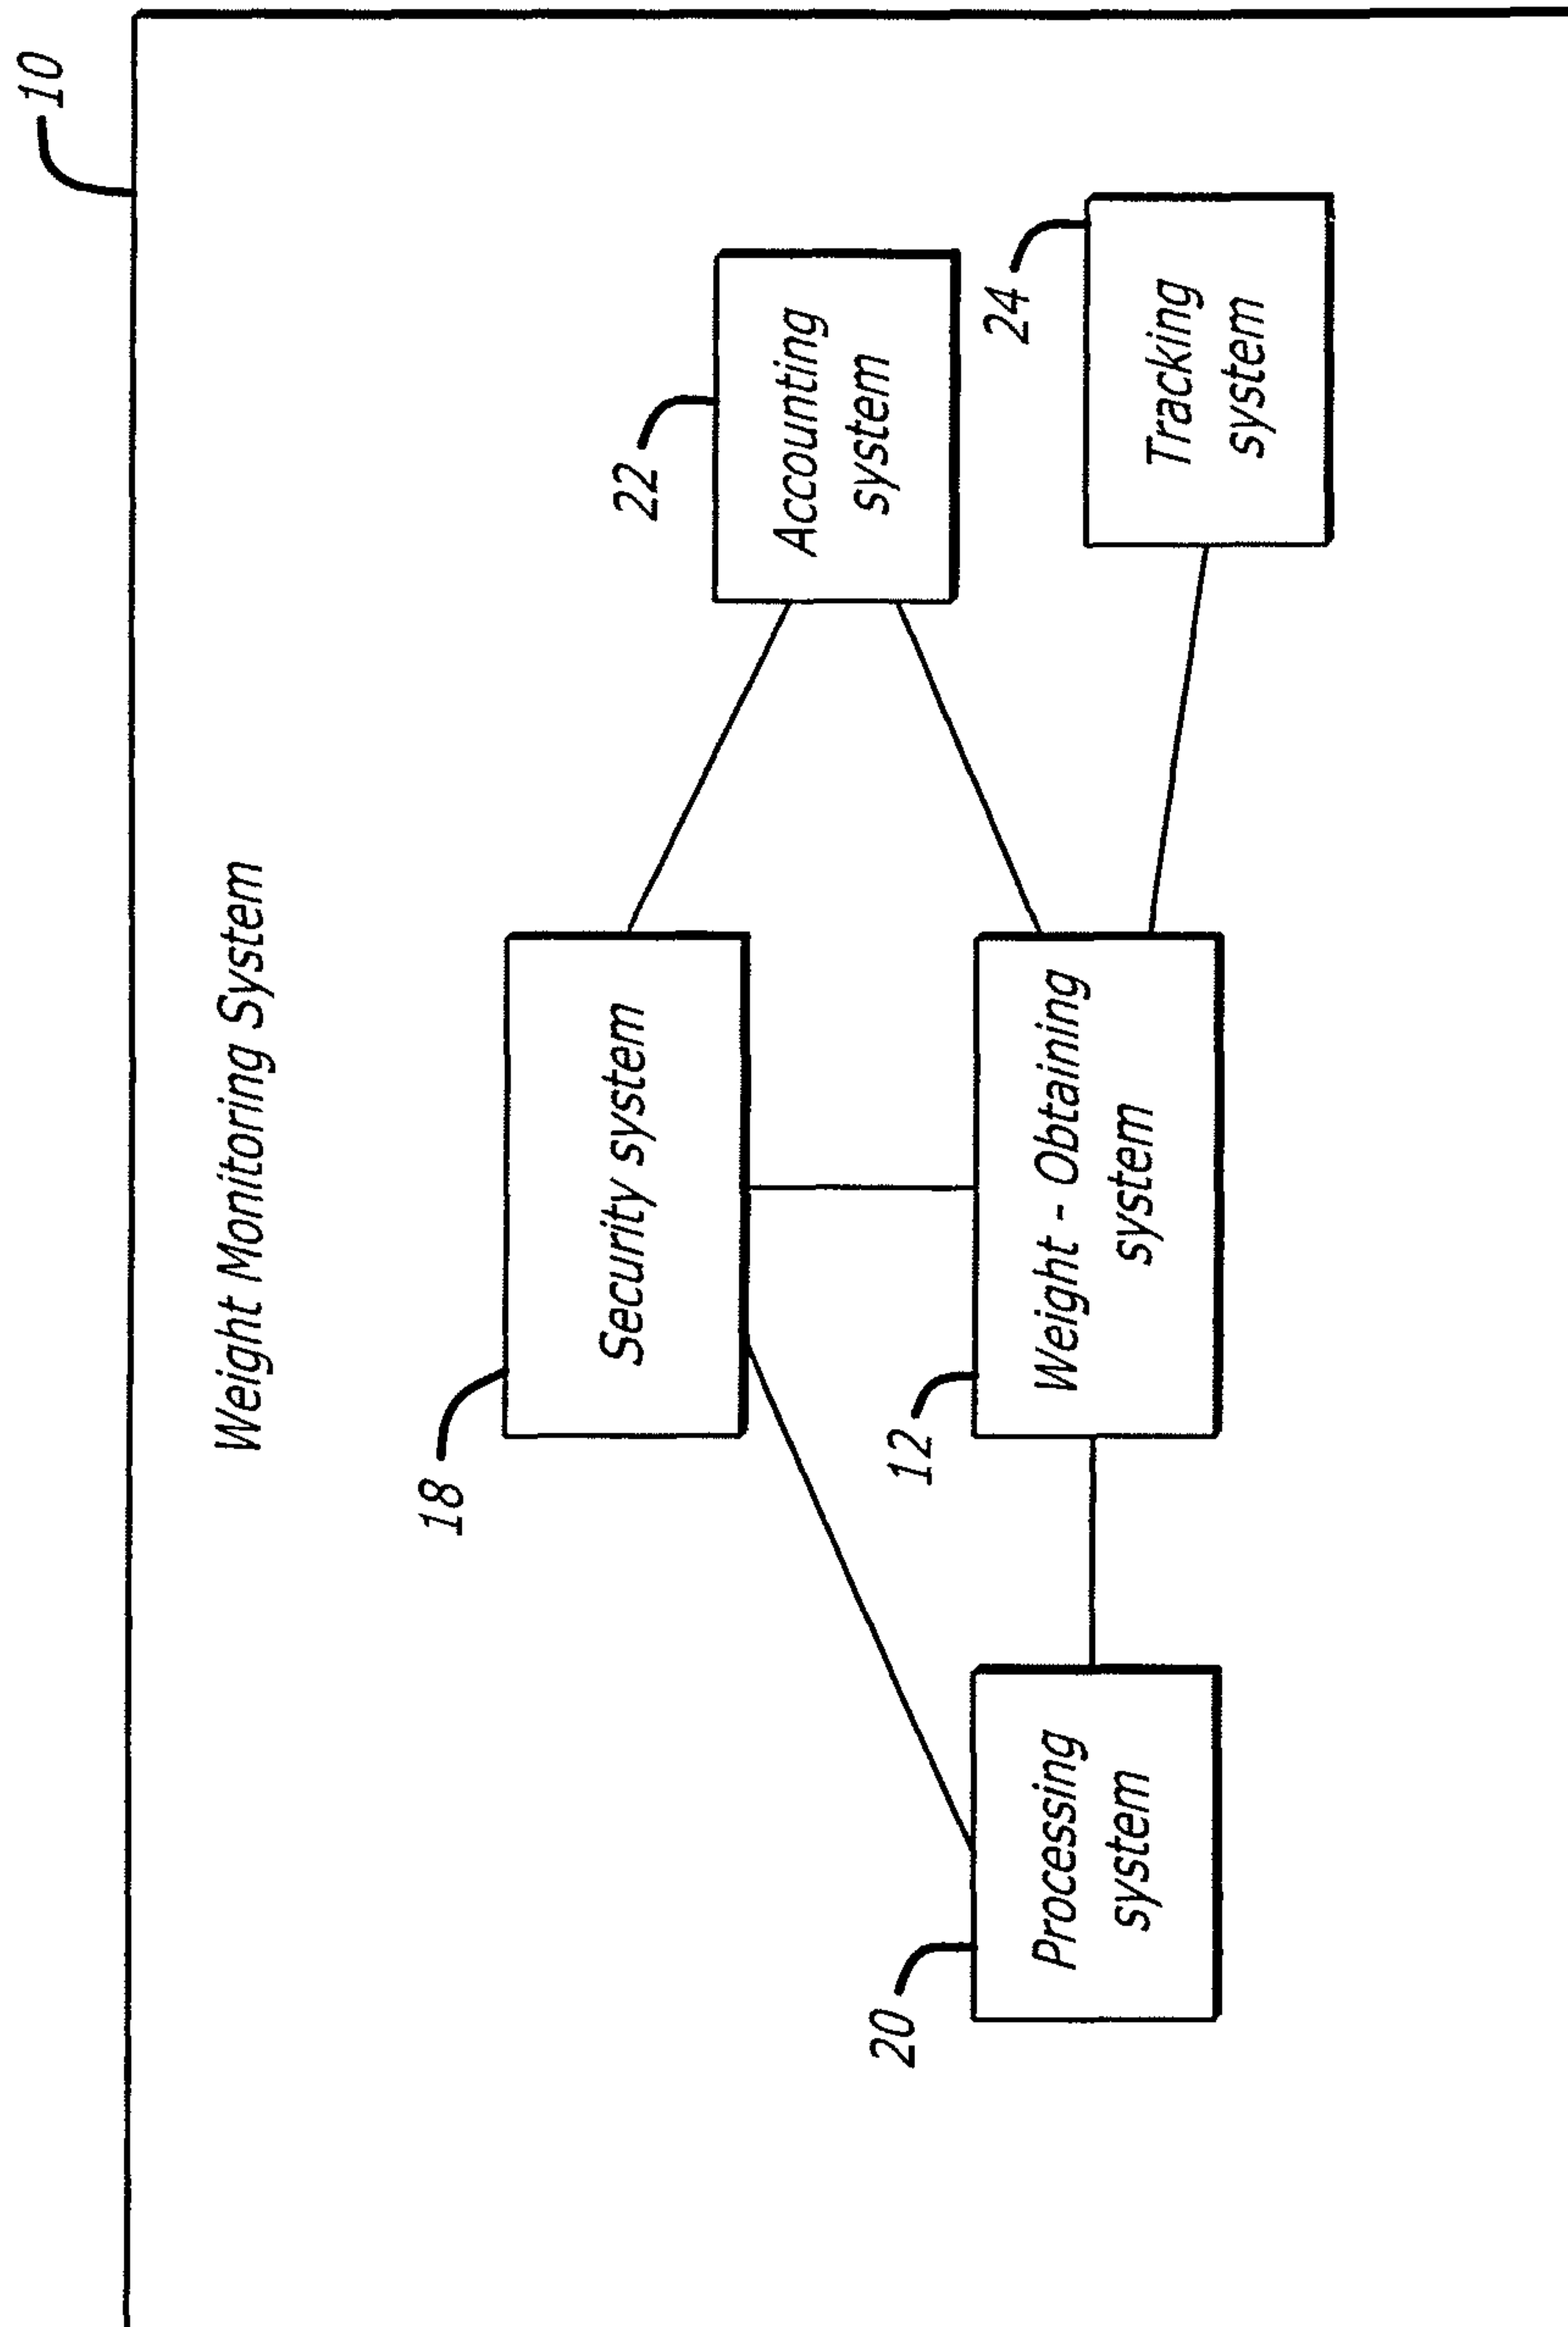 10
Weight Monitoring System
18
Security system
22
Accounting
system
20
Processing
system
12
Weight - Obtaining
system
24
Tracking
system